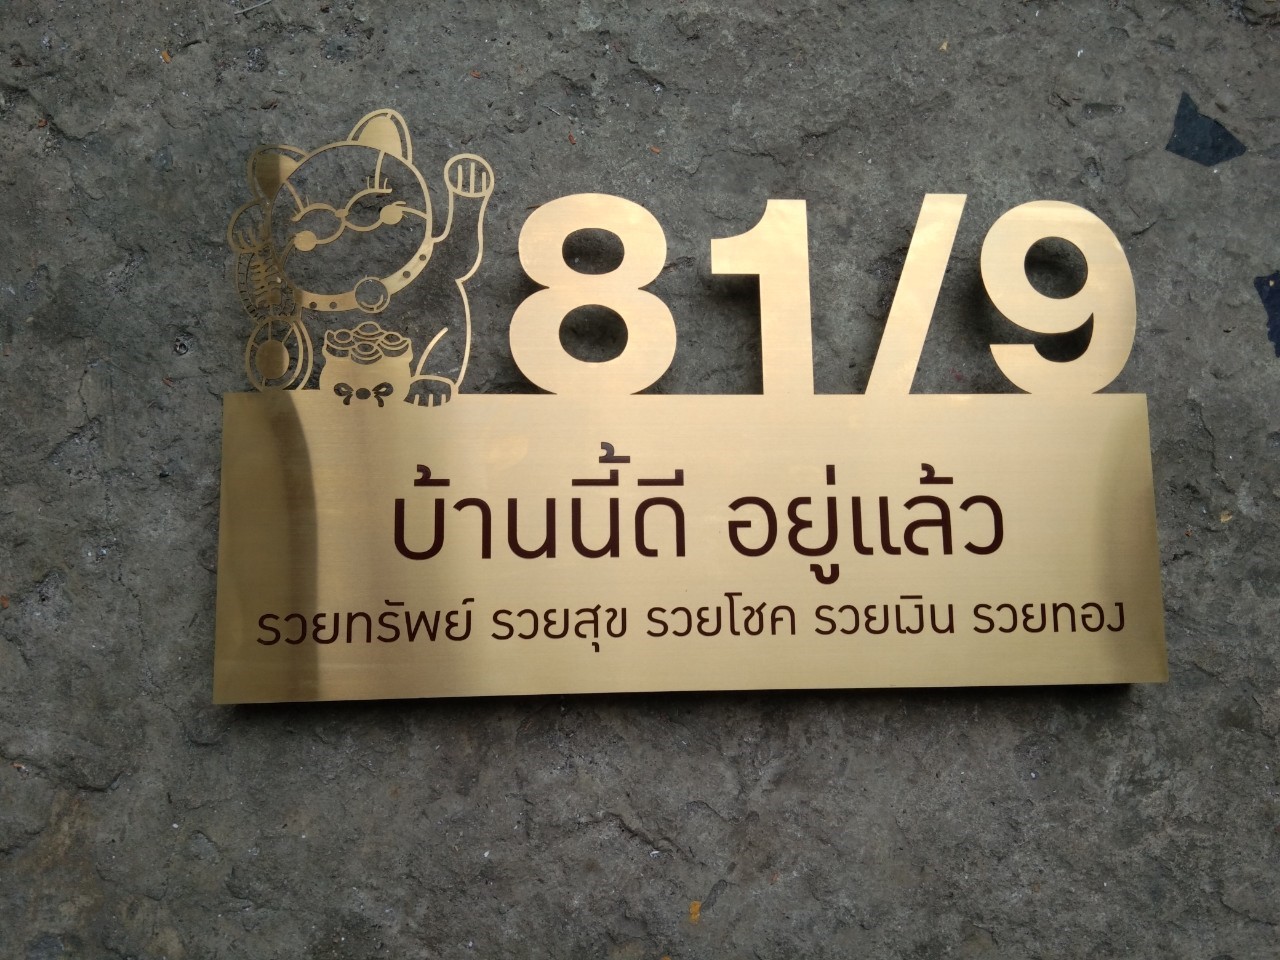 81/9
บ้านนี้ดี อยู่แล้ว
รวยทรัพย์ รวยสุข รวยโชค รวยเงิน รวยทอง